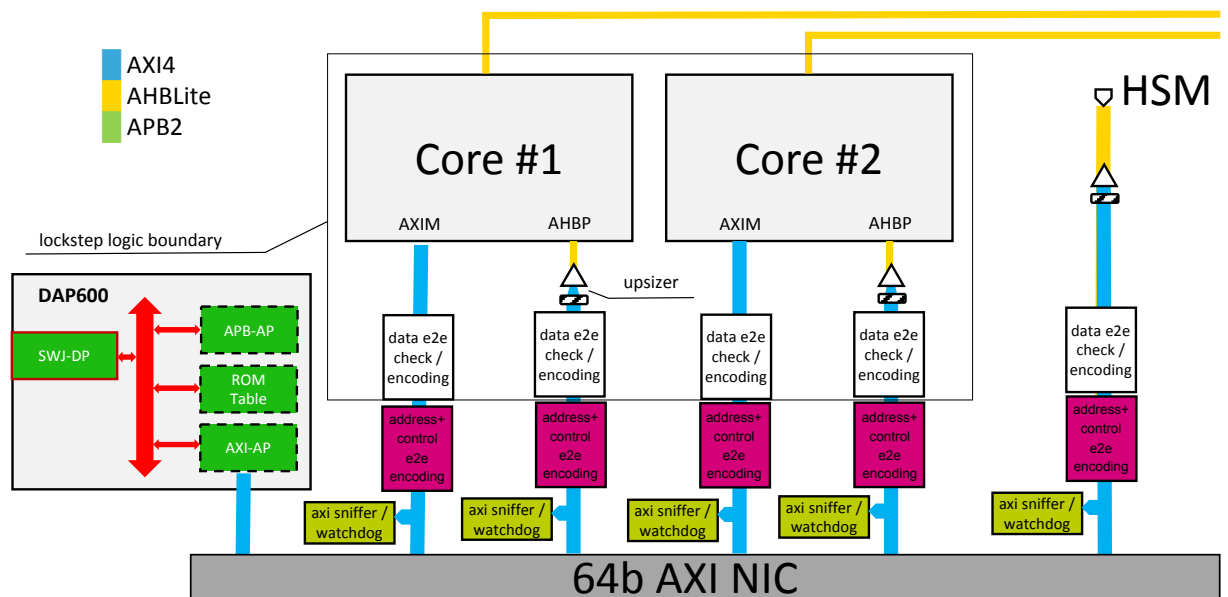 AXI4
AHBLite
APB2
Core #1
AXIM
AHBP
Core #2
AXIM
AHBP
HSM
lockstep logic boundary
upsizer
DAP600
SWJ-DP
APB-AP
ROM
Table
AXI-AP
data e2e
check /
encoding
data e2e
check /
encoding
data e2e
check /
encoding
data e2e
check /
encoding
data e2e
check /
encoding
address+
control
e2e
encoding
address+
control
e2e
encoding
address+
control
e2e
encoding
address+
control
e2e
encoding
address+
control
e2e
encoding
axi sniffer /
watchdog
axi sniffer /
watchdog
axi sniffer /
watchdog
axi sniffer /
watchdog
axi sniffer /
watchdog
64b AXI NIC